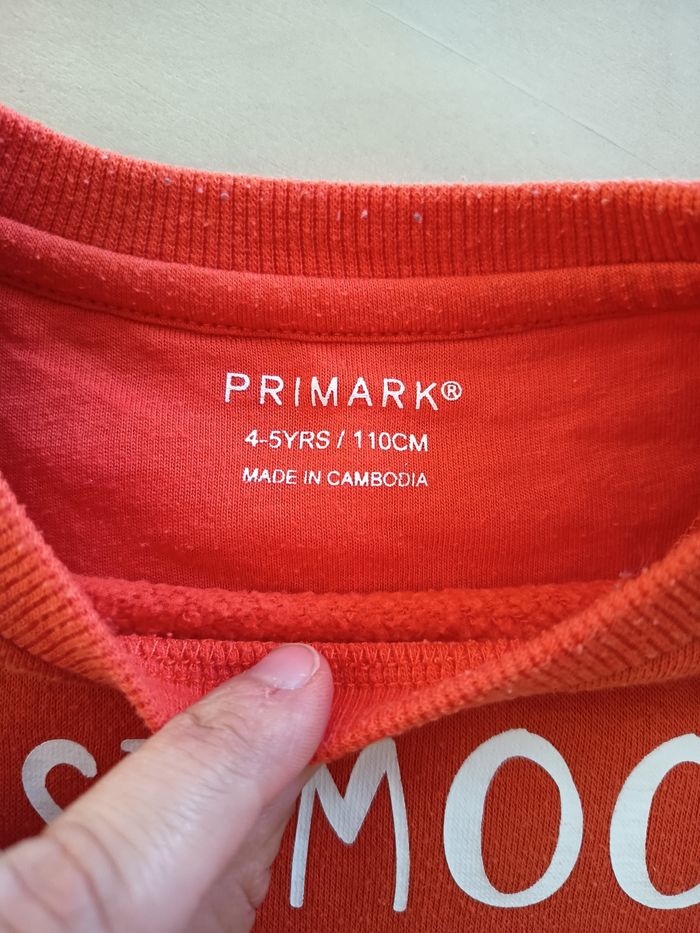 PRIMARK®
4-5YRS / 110CM
MADE IN CAMBODIA